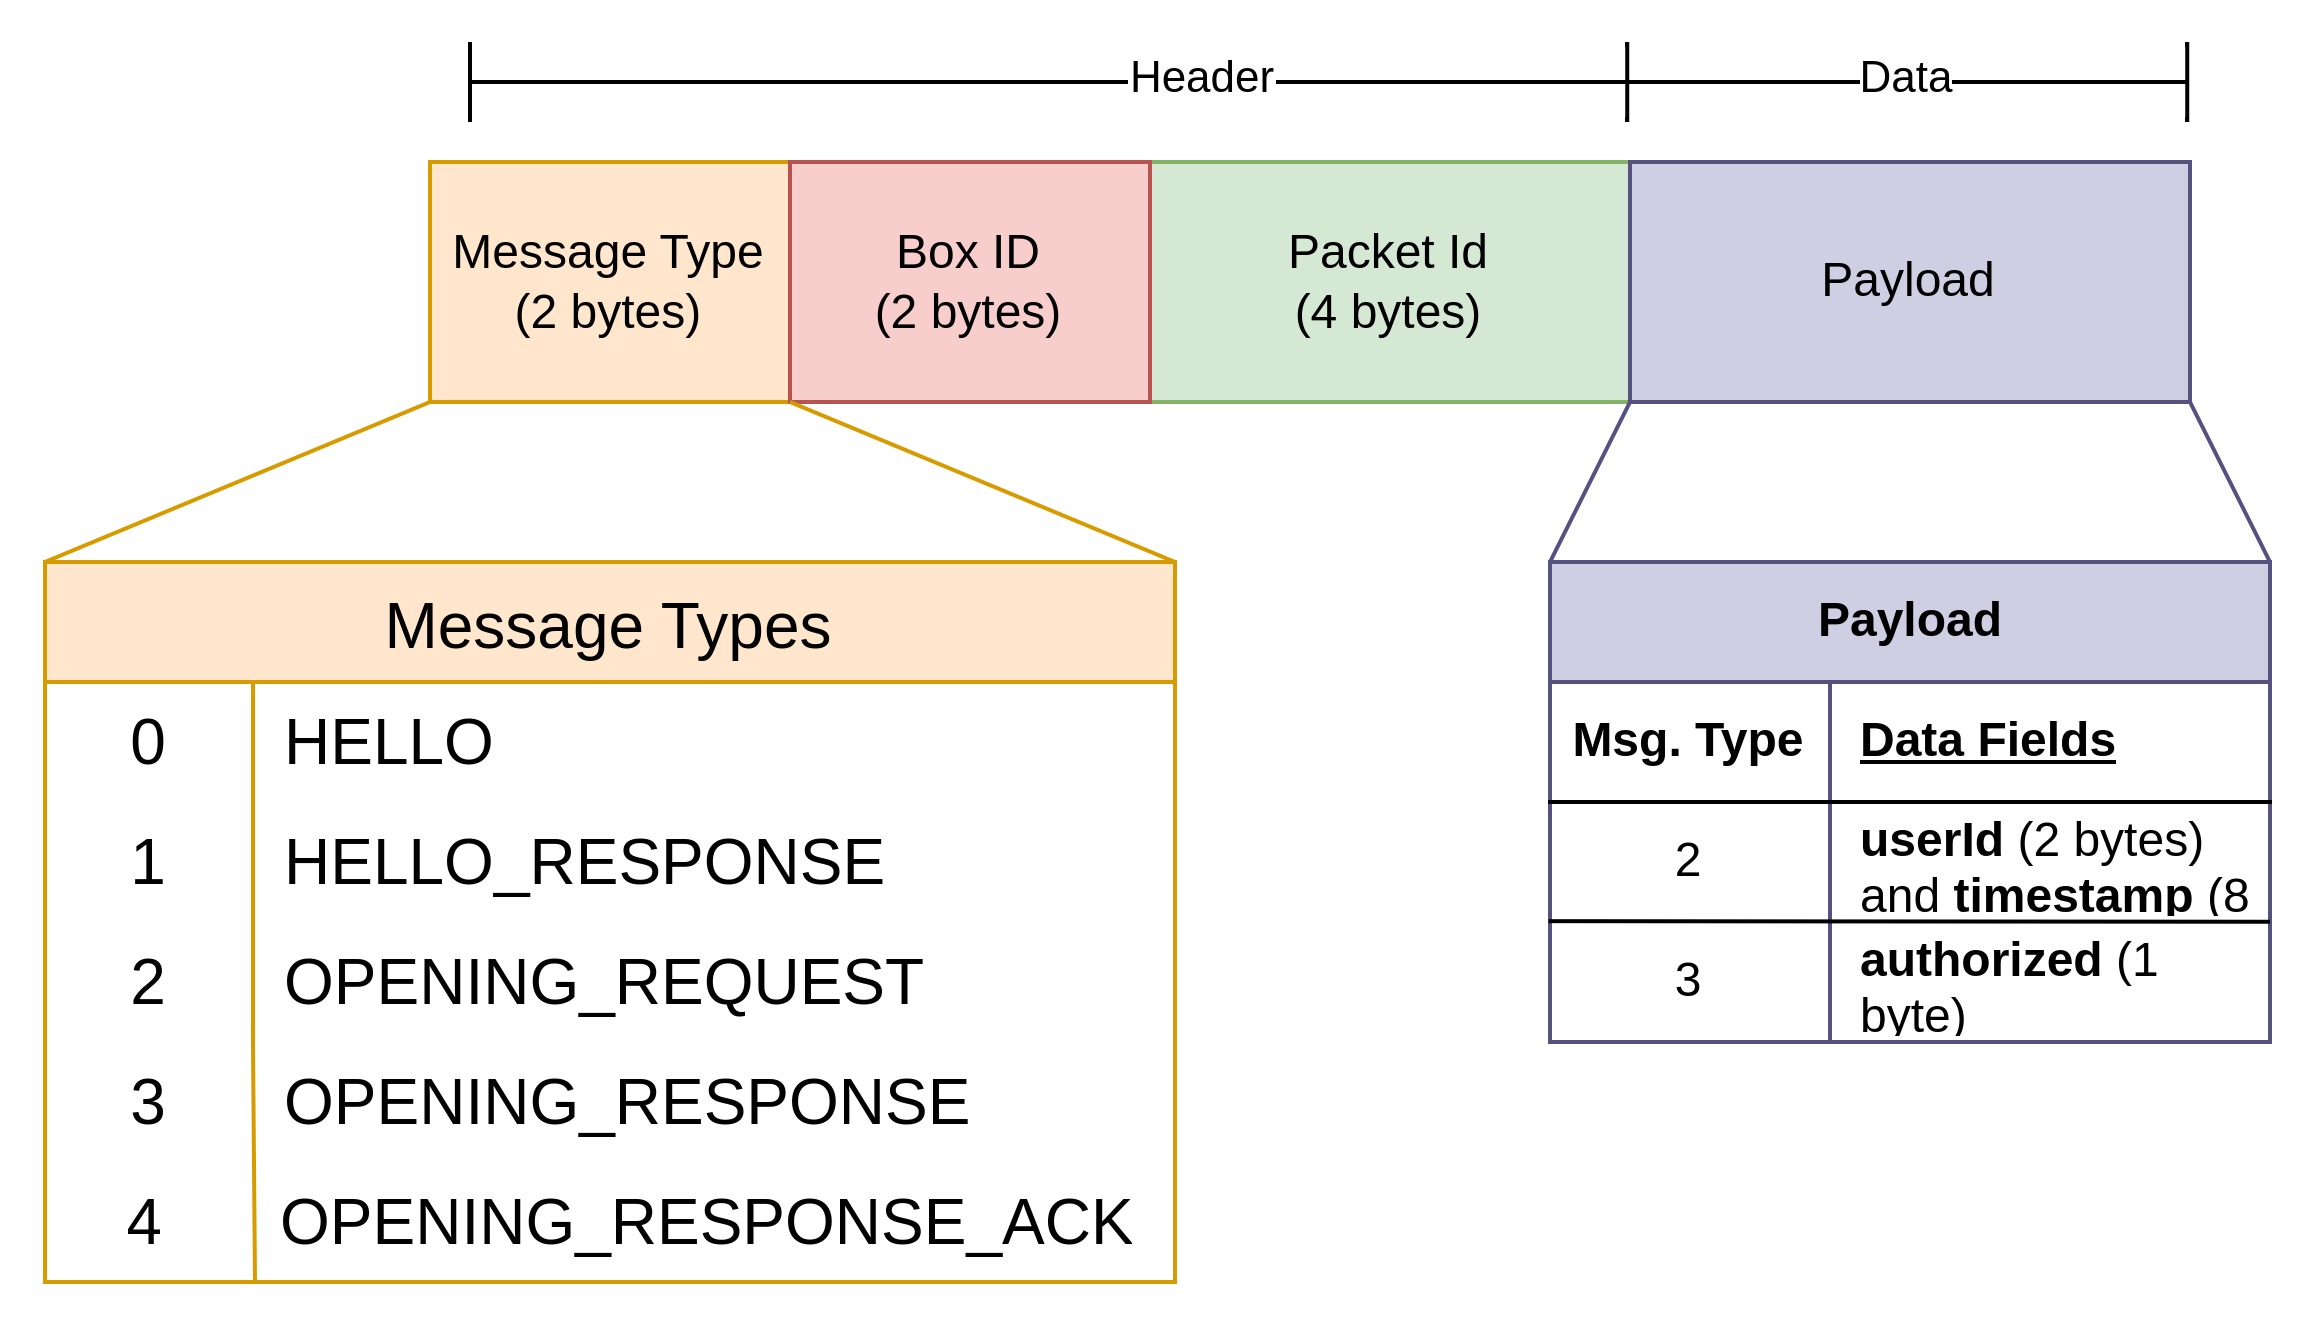 Header
Data
Message Type
(2 bytes)
Box ID
(2 bytes)
Packet Id
(4 bytes)
Payload
Message Types
0
HELLO
1
HELLO_RESPONSE
2
OPENING_REQUEST
3
OPENING_RESPONSE
4
OPENING_RESPONSE_ACK
Payload
Msg. Type
Data Fields
2
userId (2 bytes)
and timestamp (8
3
authorized (1
byte)